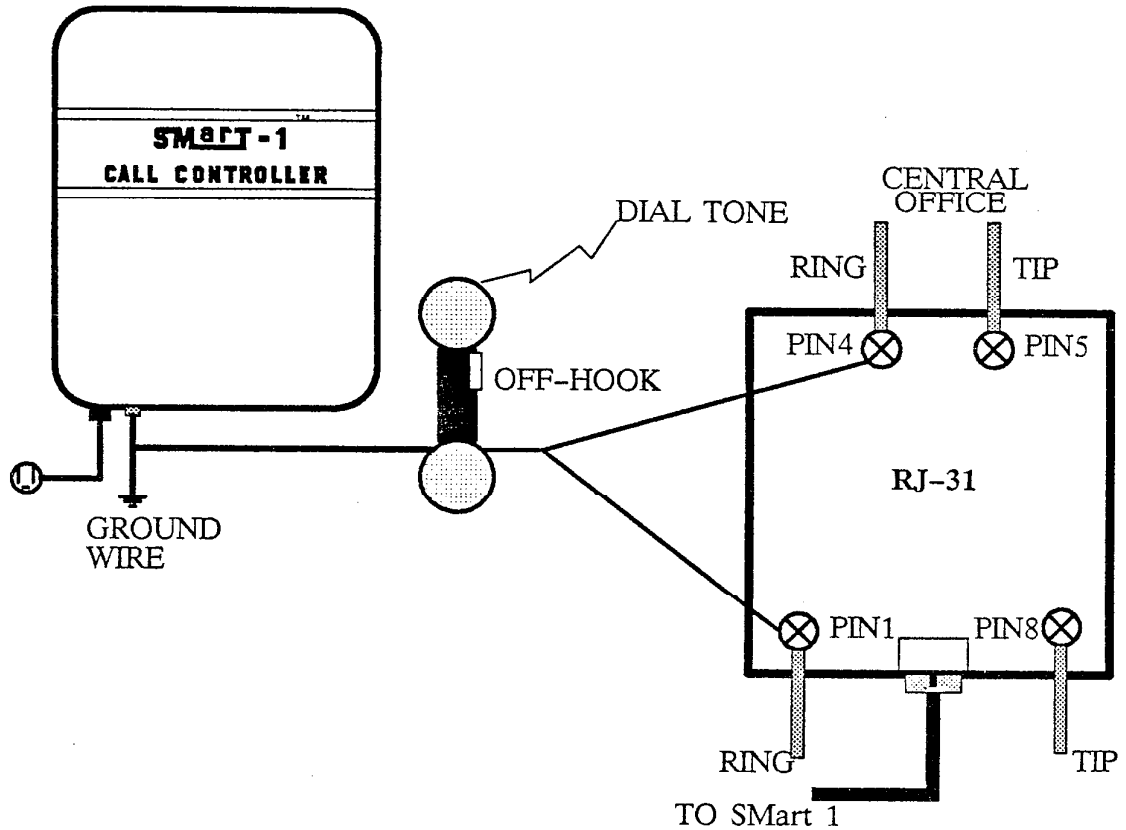 TM
SMarT-1
CALL CONTROLLER
DIAL TONE
CENTRAL
OFFICE
RING
TIP
PIN4
PIN5
OFF-HOOK
RJ-31
GROUND
WIRE
PIN1
PIN8
RING
TIP
TO SMart 1